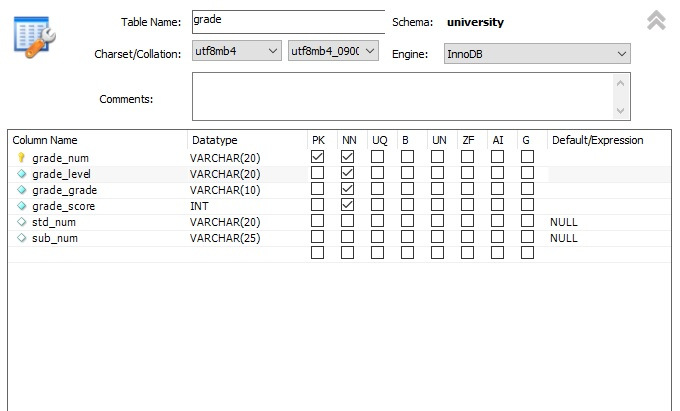 Table Name: grade Schema: university
Charset/Collation: utf8mb4 utf8mb4_090( Engine: InnoDB
Comments:
Column Name Datatype PK NN UQ B UN ZF AI G Default/Expression
grade_num VARCHAR(20)
grade_level VARCHAR(20)
grade_grade VARCHAR(10)
grade_score INT
std_num VARCHAR(20) NULL
sub_num VARCHAR(25) NULL